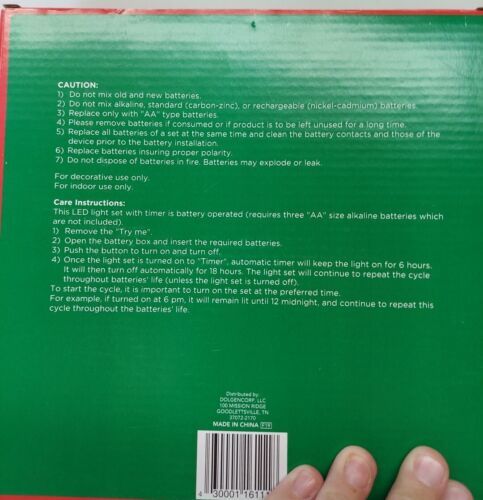 CAUTION:
1) Do not mix old and new batteries.
2) Do not mix alkaline, standard (carbon-zinc), or rechargeable (nickel-cadmium) batteries.
3) Replace only with "AA" type batteries.
4) Please remove batteries if consumed or if product is to be left unused for a long time.
5) Replace all batteries of a set at the same time and clean the battery contacts and those of the
device prior to the battery installation.
6) Replace batteries insuring proper polarity.
7) Do not dispose of batteries in fire. Batteries may explode or leak.
For decorative use only.
For indoor use only.
Care Instructions:
This LED light set with timer is battery operated (requires three "AA" size alkaline batteries which
are not included).
1) Remove the "Try me".
2) Open the battery box and insert the required batteries.
3) Push the button to turn on and turn off.
4) Once the light set is turned on to "Timer", automatic timer will keep the light on for 6 hours.
It will then turn off automatically for 18 hours. The light set will continue to repeat the cycle
throughout batteries' life (unless the light set is turned off).
To start the cycle, it is important to turn on the set at the preferred time.
For example, if turned on at 6 pm, it will remain lit until 12 midnight, and continue to repeat this
cycle throughout the batteries' life.
Distributed by:
DOLGENCORP, LLC
100 MISSION RIDGE
GOODLETTSVILLE, TN
37072-2170
MADE IN CHINA
4 30001 1611